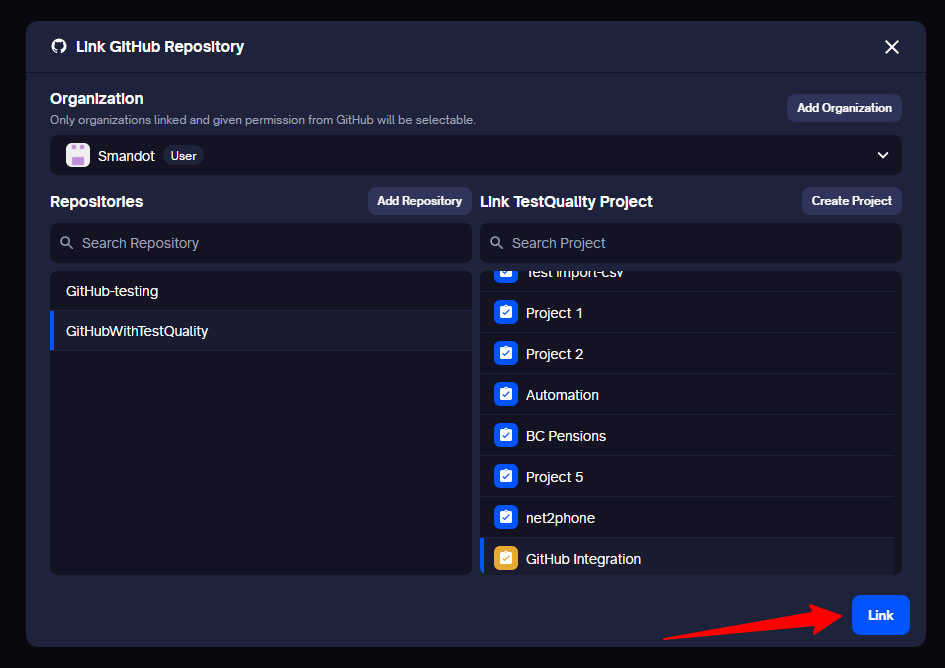 Link GitHub Repository
Organization
Only organizations linked and given permission from GitHub will be selectable.
Add Organization
Smandot User
Repositories
Add Repository
Link TestQuality Project
Create Project
Search Repository
Search Project
GitHub-testing
GitHubWithTestQuality
Test import-csv
Project 1
Project 2
Automation
BC Pensions
Project 5
net2phone
GitHub Integration
Link